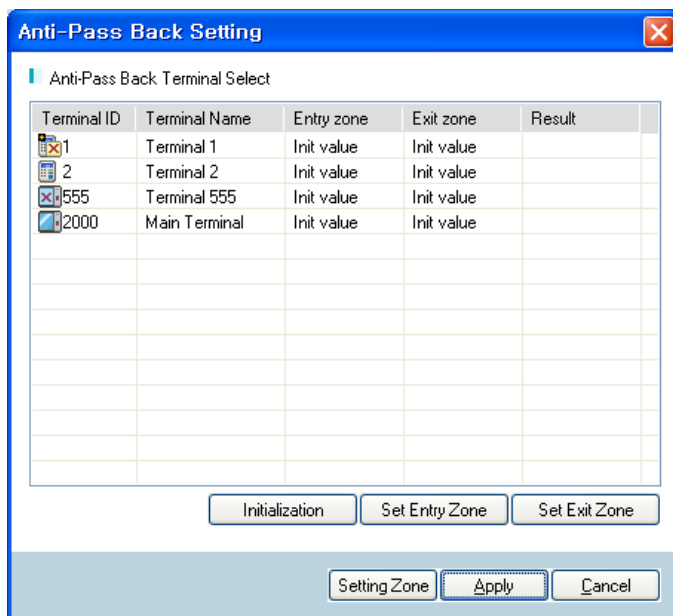 Anti-Pass Back Setting
Anti-Pass Back Terminal Select
Terminal ID Terminal Name Entry zone Exit zone Result
1 Terminal 1 Init value Init value
2 Terminal 2 Init value Init value
555 Terminal 555 Init value Init value
2000 Main Terminal Init value Init value
Initialization Set Entry Zone Set Exit Zone
Setting Zone Apply Cancel